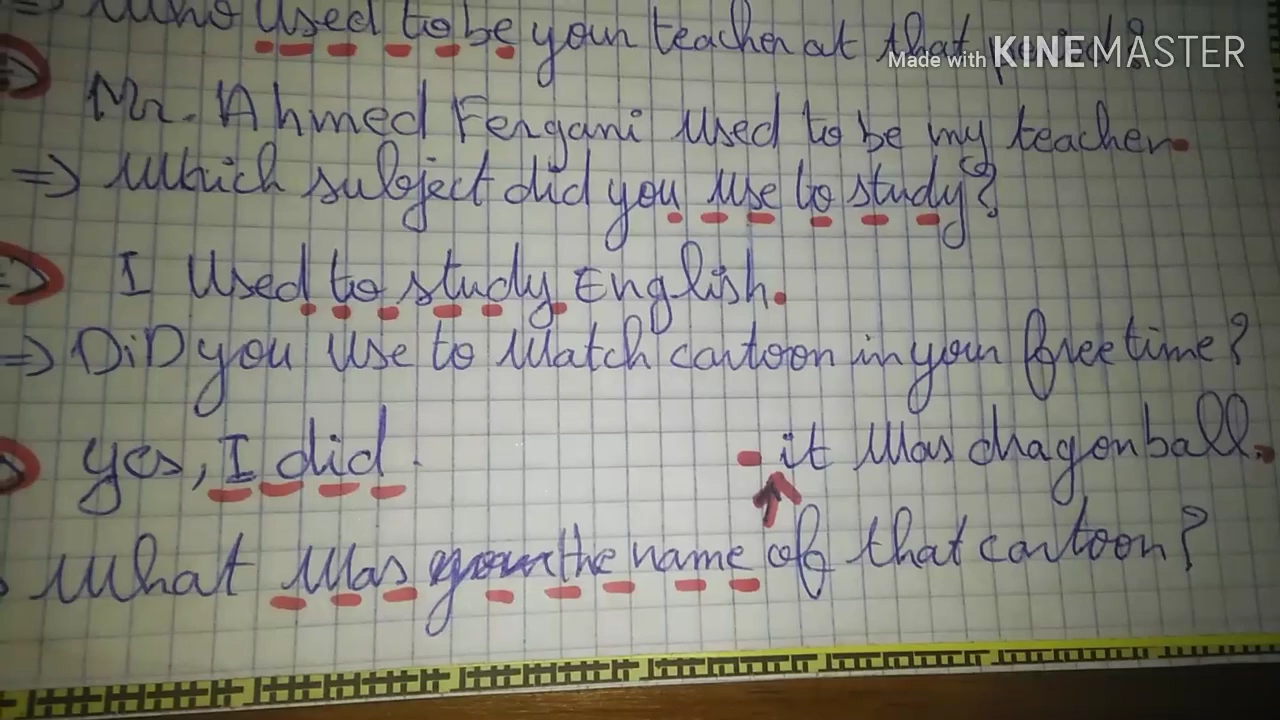 ⇒ Who used to be your teacher at that period?
Made with KINEMASTER
⇒ Mr. Ahmed Fergani used to be my teacher.
⇒ Which subject did you use to study?
⇒ I used to study English.
⇒ DiD you use to watch cartoon in your free time?
⇒ yes, I did. - it was dragonball.
What was the name of that cartoon?